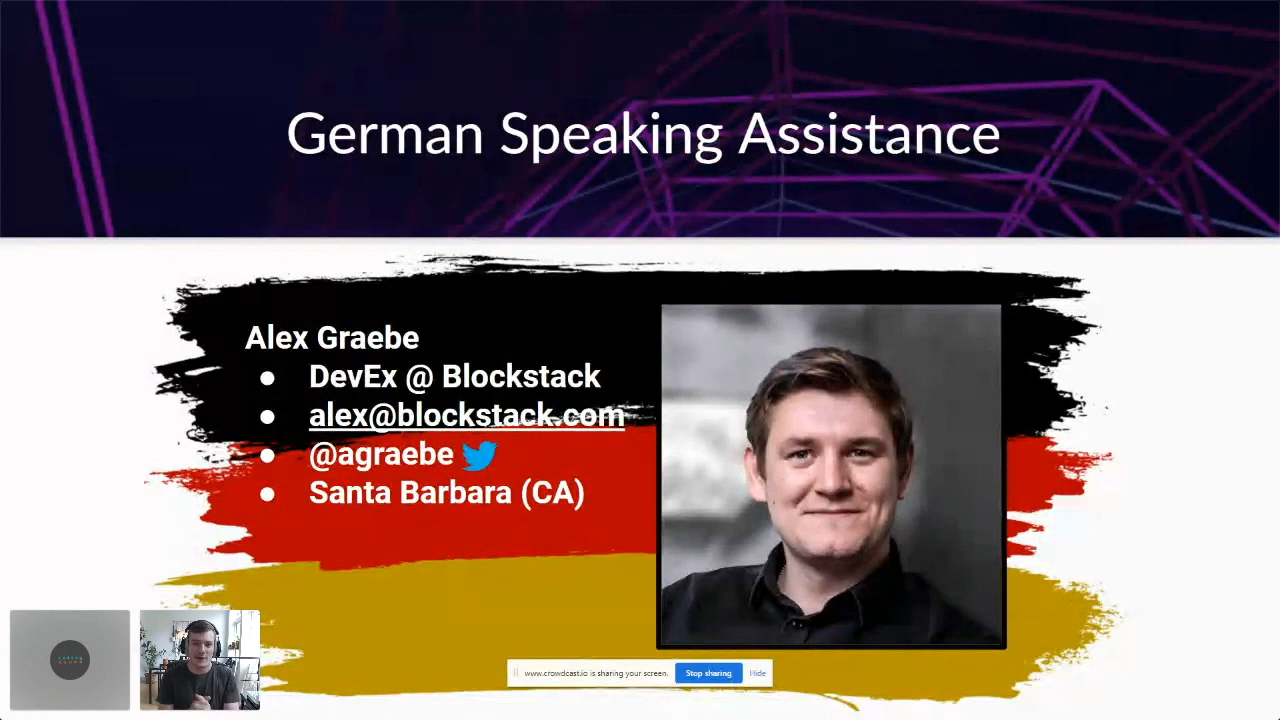 German Speaking Assistance
Alex Graebe
● DevEx @ Blockstack
● alex@blockstack.com
● @agraebe
● Santa Barbara (CA)
www.crowdcast.io is sharing your screen. Stop sharing Hide